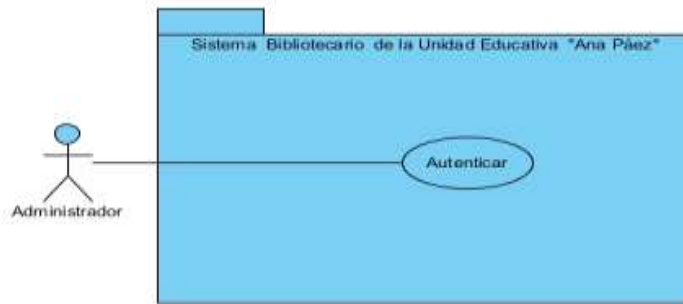 Sistema Bibliotecario de la Unidad Educativa "Ana Páez"
Autenticar
Administrador